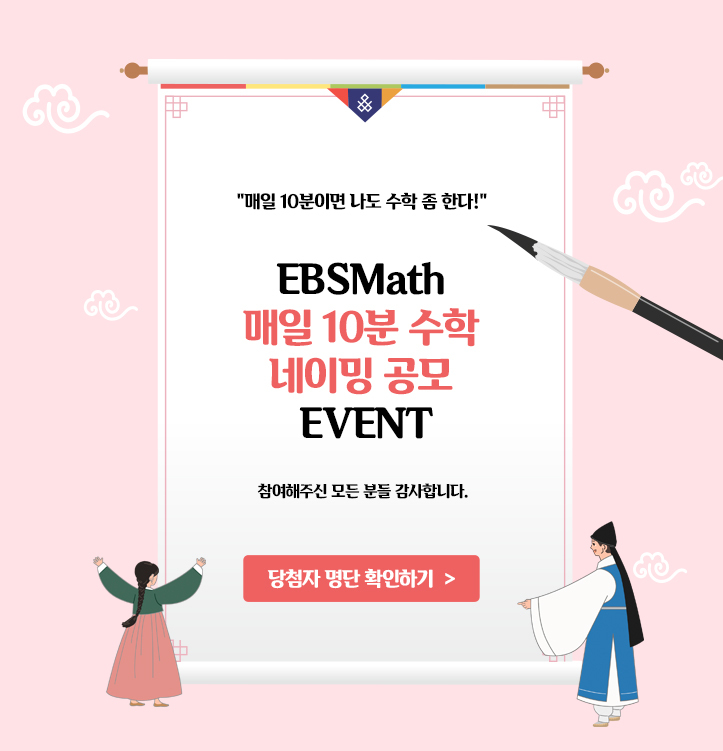 "매일 10분이면 나도 수학 좀 한다!"
EBSMath
매일 10분 수학
네이밍 공모
EVENT
참여해주신 모든 분들 감사합니다.
당첨자 명단 확인하기 >